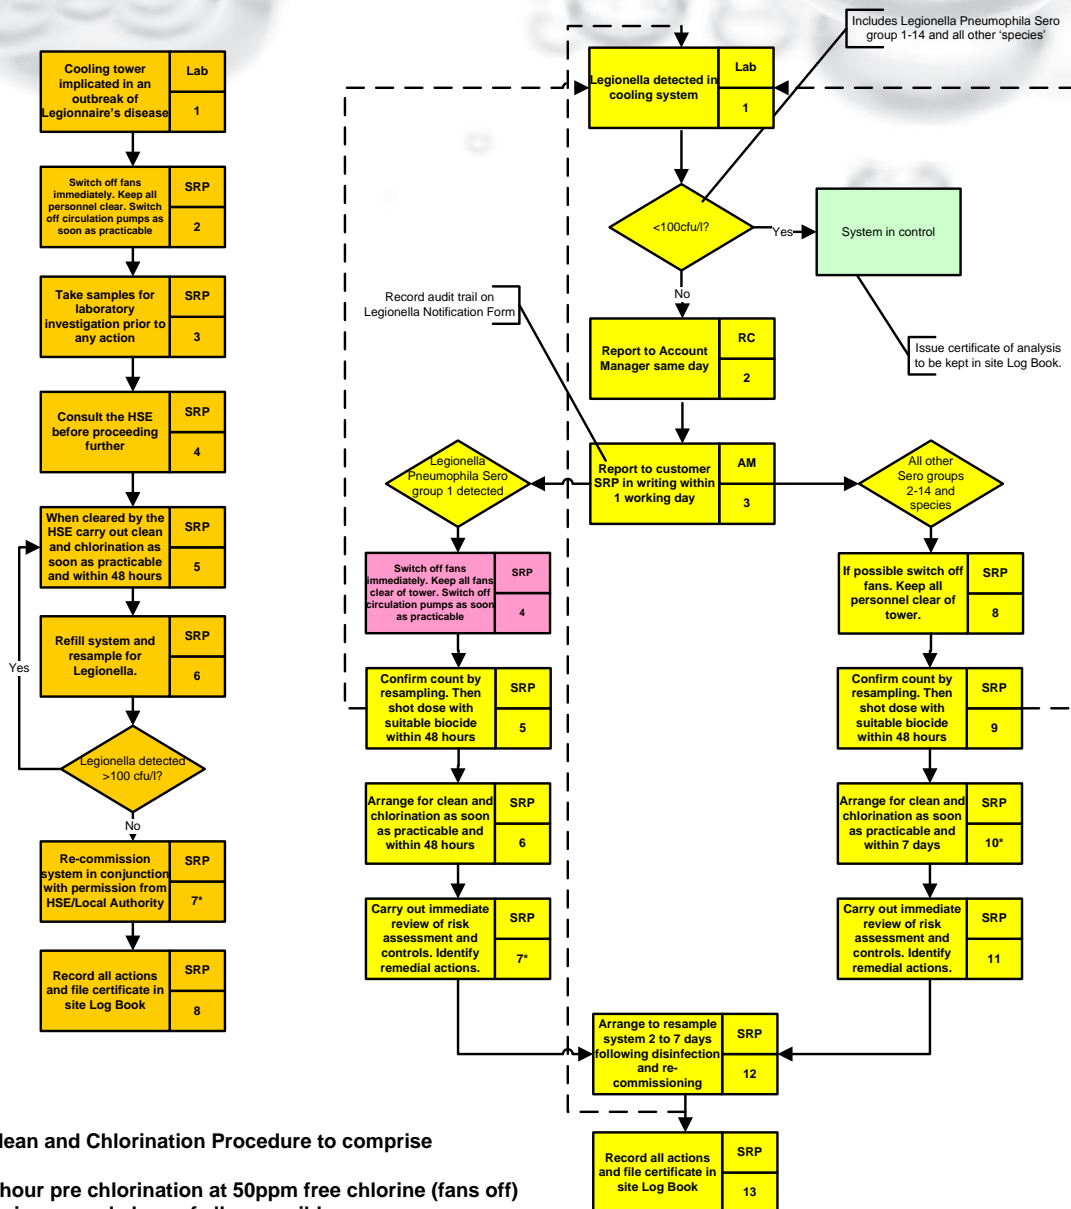 Cooling tower
implicated in an
outbreak of
Legionnaire's disease
Lab
1
Switch off fans
immediately. Keep all
personnel clear. Switch
off circulation pumps as
soon as practicable
SRP
2
Take samples for
laboratory
investigation prior to
any action
SRP
3
Consult the HSE
before proceeding
further
SRP
4
When cleared by the
HSE carry out clean
and chlorination as
soon as practicable
and within 48 hours
SRP
5
Refill system and
resample for
Legionella.
SRP
6
Yes
Legionella detected
>100 cfu/l?
No
Re-commission
system in conjunction
with permission from
HSE/Local Authority
SRP
7*
Record all actions
and file certificate in
site Log Book
SRP
8
Includes Legionella Pneumophila Sero
group 1-14 and all other 'species'
Legionella detected in
cooling system
Lab
1
<100cfu/l?
Yes
System in control
Issue certificate of analysis
to be kept in site Log Book.
No
Record audit trail on
Legionella Notification Form
Report to Account
Manager same day
RC
2
Report to customer
SRP in writing within
1 working day
AM
3
Legionella
Pneumophila Sero
group 1 detected
All other
Sero groups
2-14 and
species
Switch off fans
immediately. Keep all fans
clear of tower. Switch off
circulation pumps as soon
as practicable
SRP
4
If possible switch off
fans. Keep all
personnel clear of
tower.
SRP
8
Confirm count by
resampling. Then
shot dose with
suitable biocide
within 48 hours
SRP
5
Confirm count by
resampling. Then
shot dose with
suitable biocide
within 48 hours
SRP
9
Arrange for clean and
chlorination as soon
as practicable and
within 48 hours
SRP
6
Arrange for clean and
chlorination as soon
as practicable and
within 7 days
SRP
10*
Carry out immediate
review of risk
assessment and
controls. Identify
remedial actions.
SRP
7*
Carry out immediate
review of risk
assessment and
controls. Identify
remedial actions.
SRP
11
Arrange to resample
system 2 to 7 days
following disinfection
and re-
commissioning
SRP
12
Record all actions
and file certificate in
site Log Book
SRP
13
lean and Chlorination Procedure to comprise
hour pre chlorination at 50ppm free chlorine (fans off)